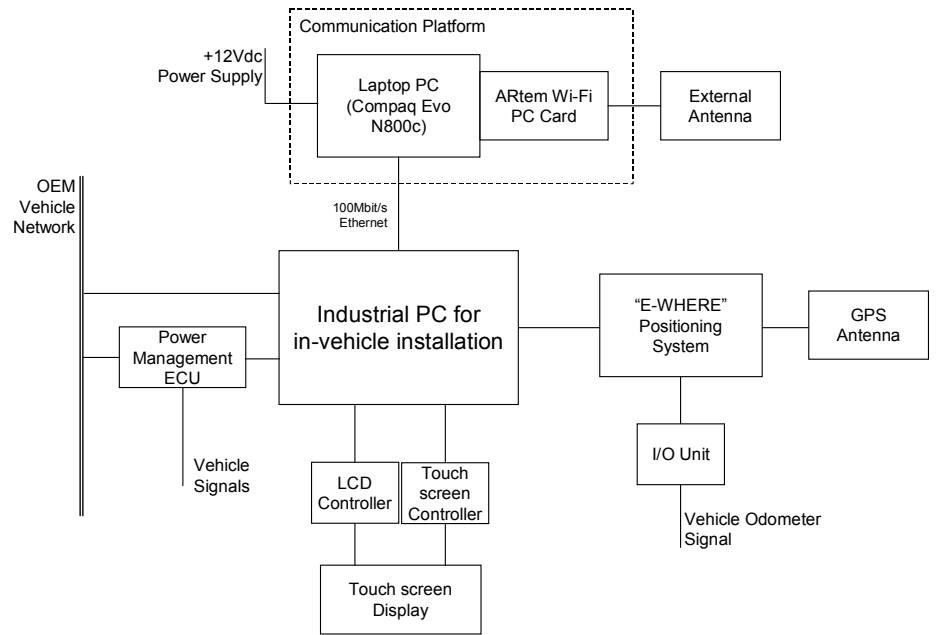 Communication Platform
+12Vdc
Power Supply
Laptop PC
(Compaq Evo
N800c)
ARtem Wi-Fi
PC Card
External
Antenna
OEM
Vehicle
Network
100Mbit/s
Ethernet
Industrial PC for
in-vehicle installation
“E-WHERE”
Positioning
System
GPS
Antenna
Power
Management
ECU
Vehicle
Signals
LCD
Controller
Touch
screen
Controller
I/O Unit
Vehicle Odometer
Signal
Touch screen
Display